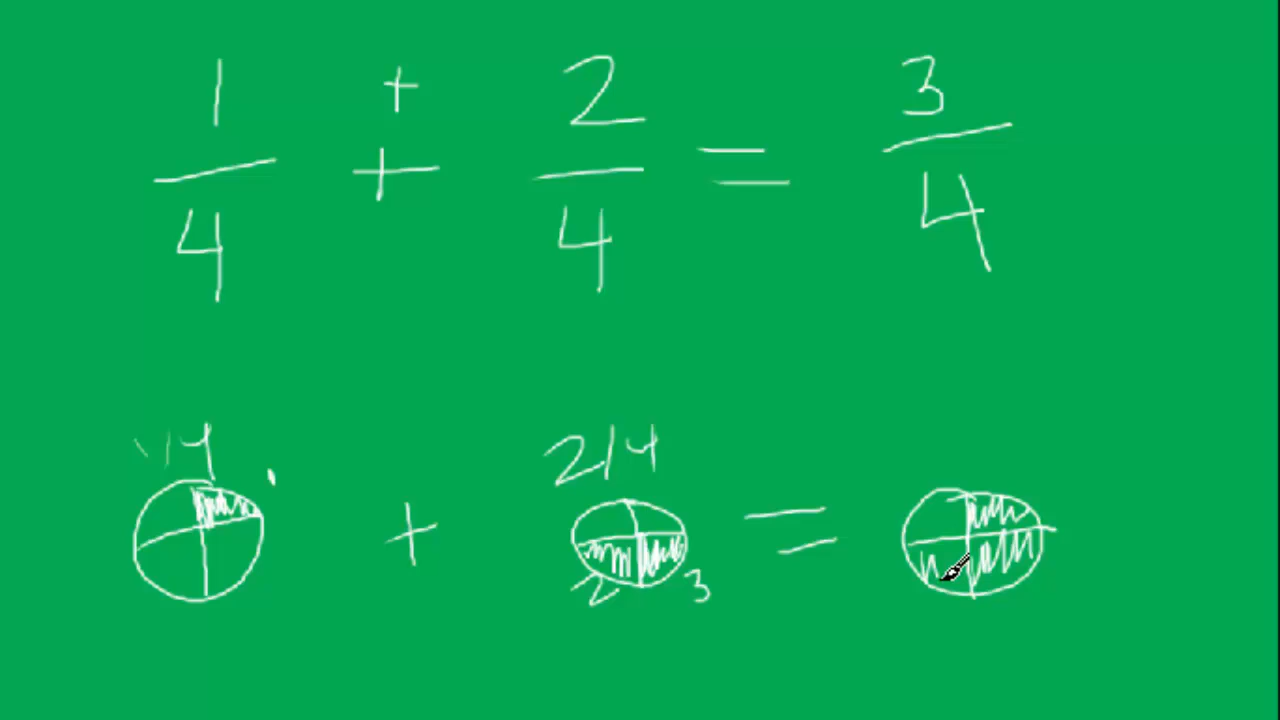 1 + 2 3
+ =
4 4 4
1/4 2/4
+ =
2 3